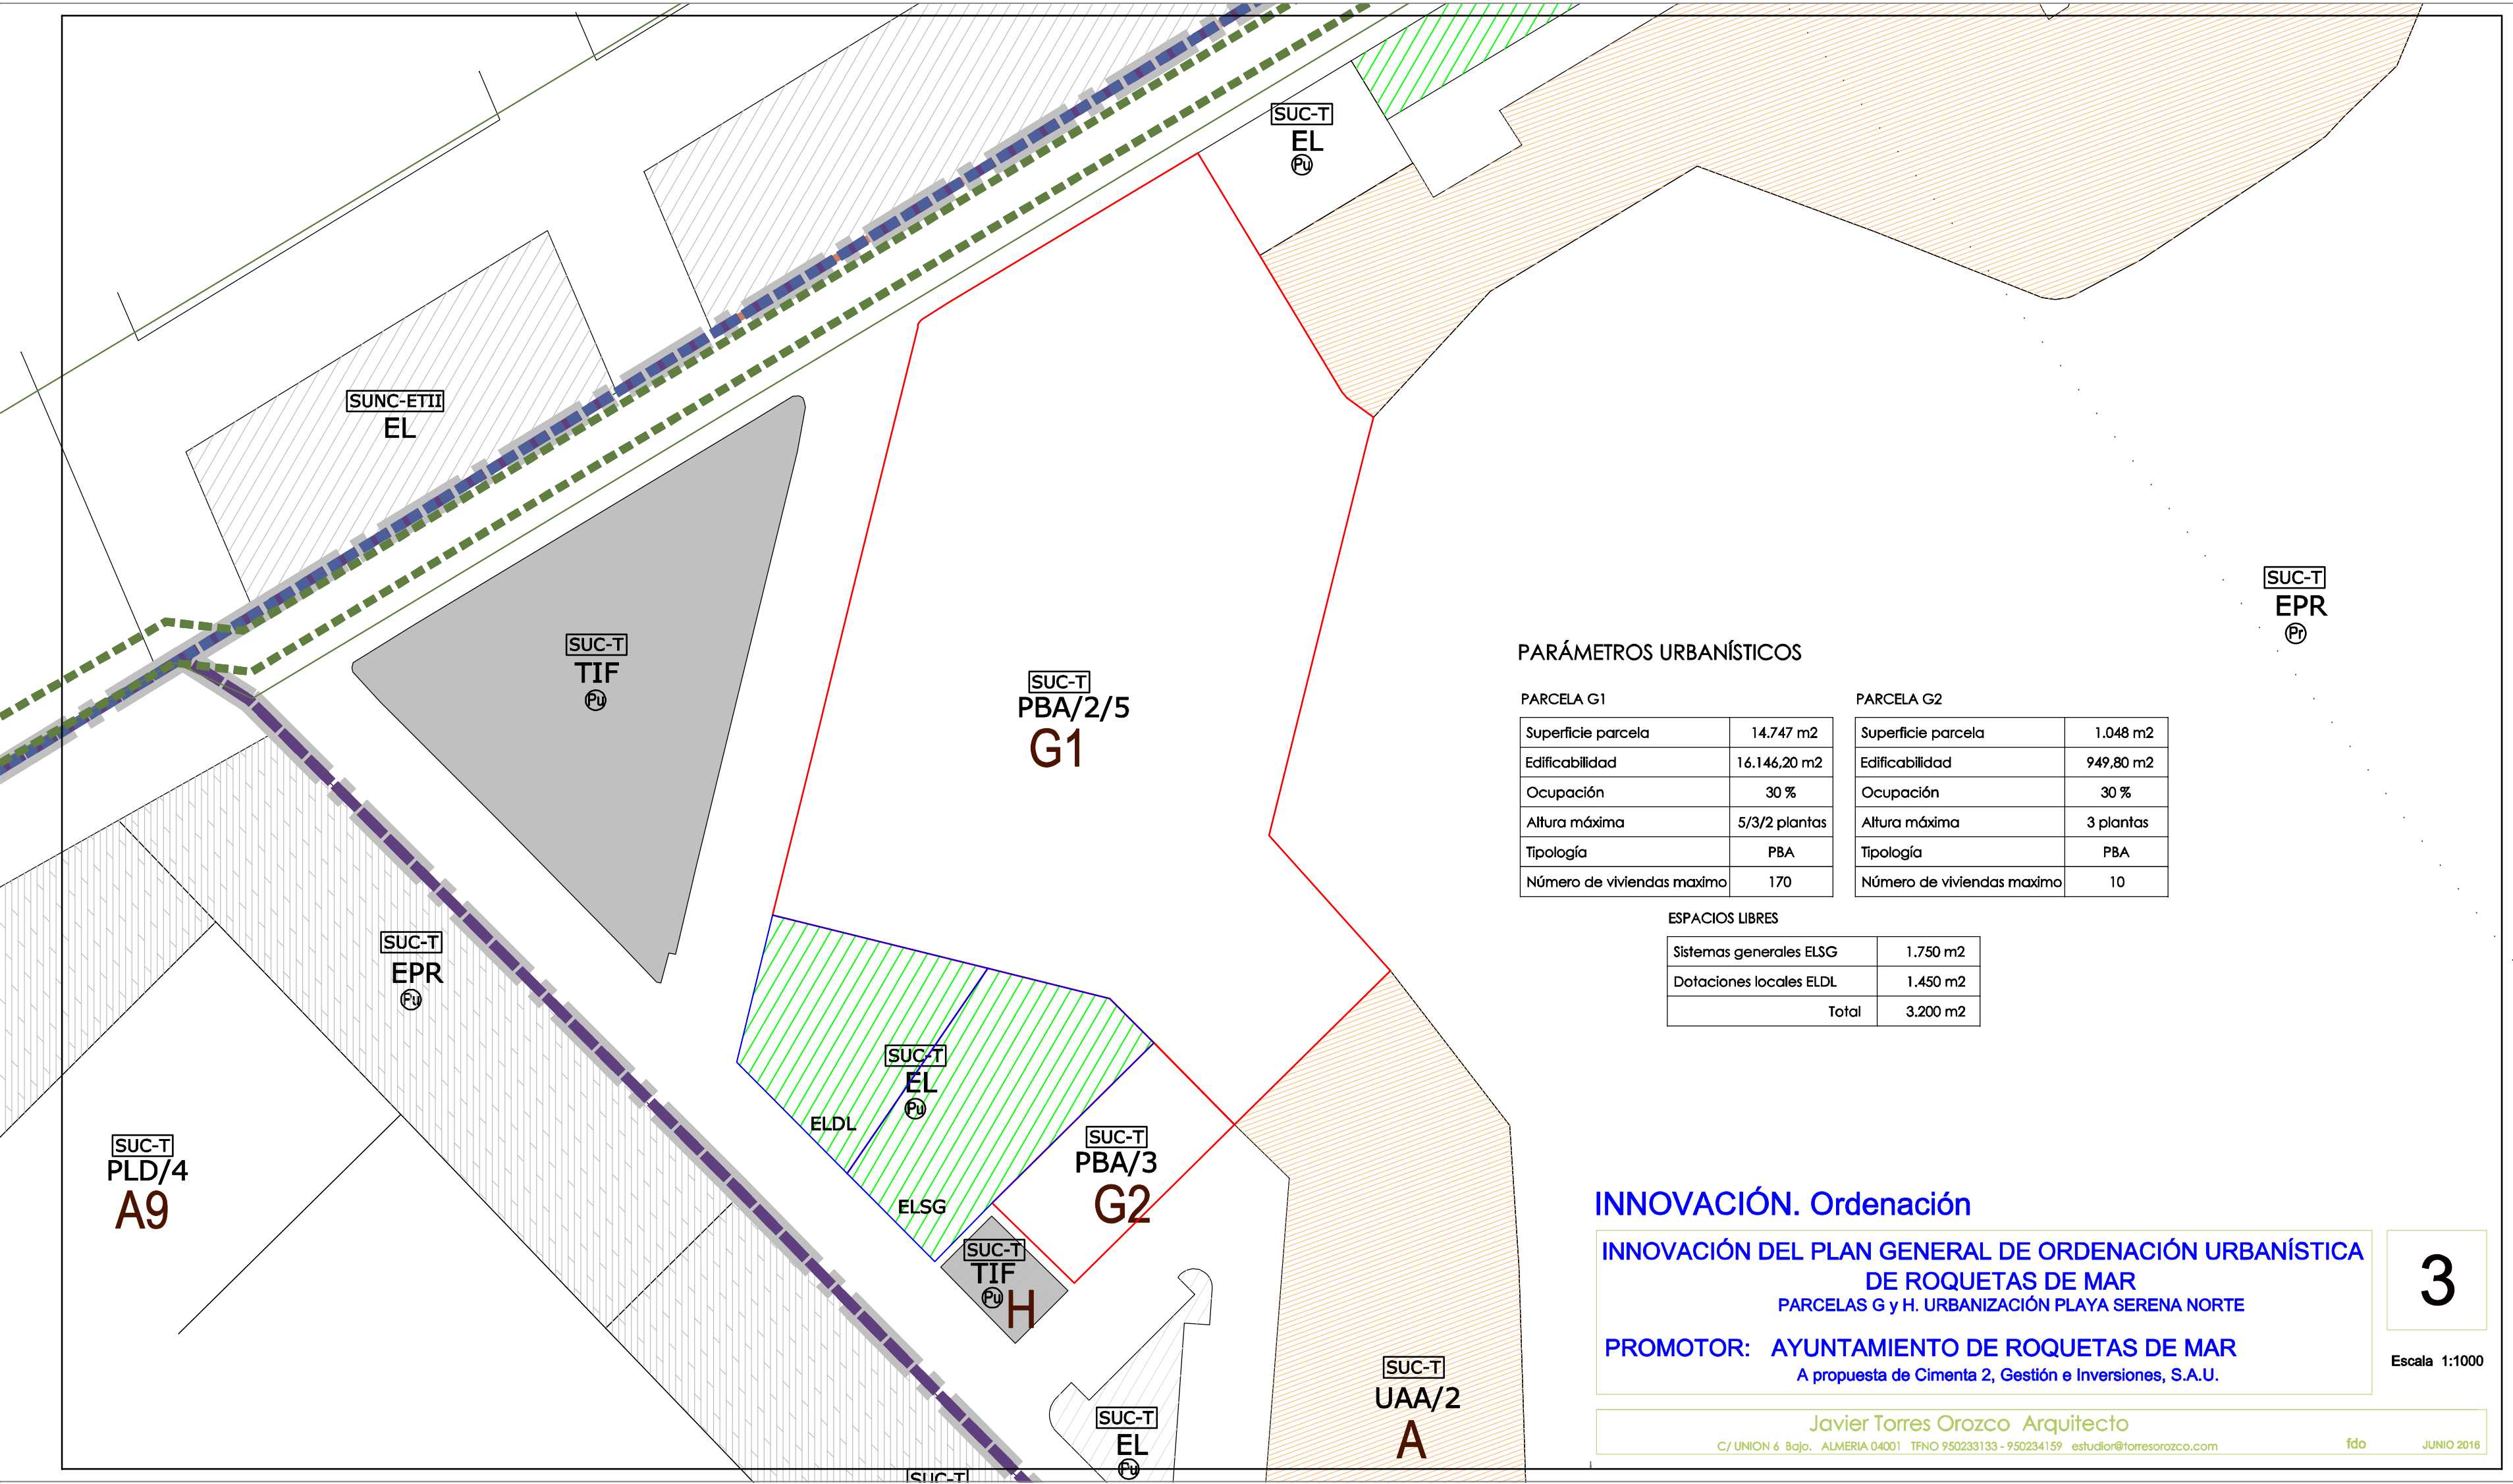 SUC-T
EL
Pu
SUNC-ETII
EL
SUC-T
TIF
Pu
SUC-T
PBA/2/5
G1
SUC-T
EPR
Pr
PARÁMETROS URBANÍSTICOS
PARCELA G1
Superficie parcela 14.747 m2
Edificabilidad 16.146,20 m2
Ocupación 30 %
Altura máxima 5/3/2 plantas
Tipología PBA
Número de viviendas maximo 170
PARCELA G2
Superficie parcela 1.048 m2
Edificabilidad 949,80 m2
Ocupación 30 %
Altura máxima 3 plantas
Tipología PBA
Número de viviendas maximo 10
ESPACIOS LIBRES
Sistemas generales ELSG 1.750 m2
Dotaciones locales ELDL 1.450 m2
Total 3.200 m2
SUC-T
EPR
Pu
SUC-T
EL
Pu
ELDL
ELSG
SUC-T
PBA/3
G2
SUC-T
PLD/4
A9
SUC-T
TIF
Pu
H
SUC-T
UAA/2
A
SUC-T
EL
Pu
SUC-T
INNOVACIÓN. Ordenación
INNOVACIÓN DEL PLAN GENERAL DE ORDENACIÓN URBANÍSTICA
DE ROQUETAS DE MAR
PARCELAS G y H. URBANIZACIÓN PLAYA SERENA NORTE
PROMOTOR: AYUNTAMIENTO DE ROQUETAS DE MAR
A propuesta de Cimenta 2, Gestión e Inversiones, S.A.U.
3
Escala 1:1000
Javier Torres Orozco Arquitecto
C/ UNION 6 Bajo. ALMERIA 04001 TFNO 950233133 - 950234159 estudior@torresorozco.com
fdo
JUNIO 2016